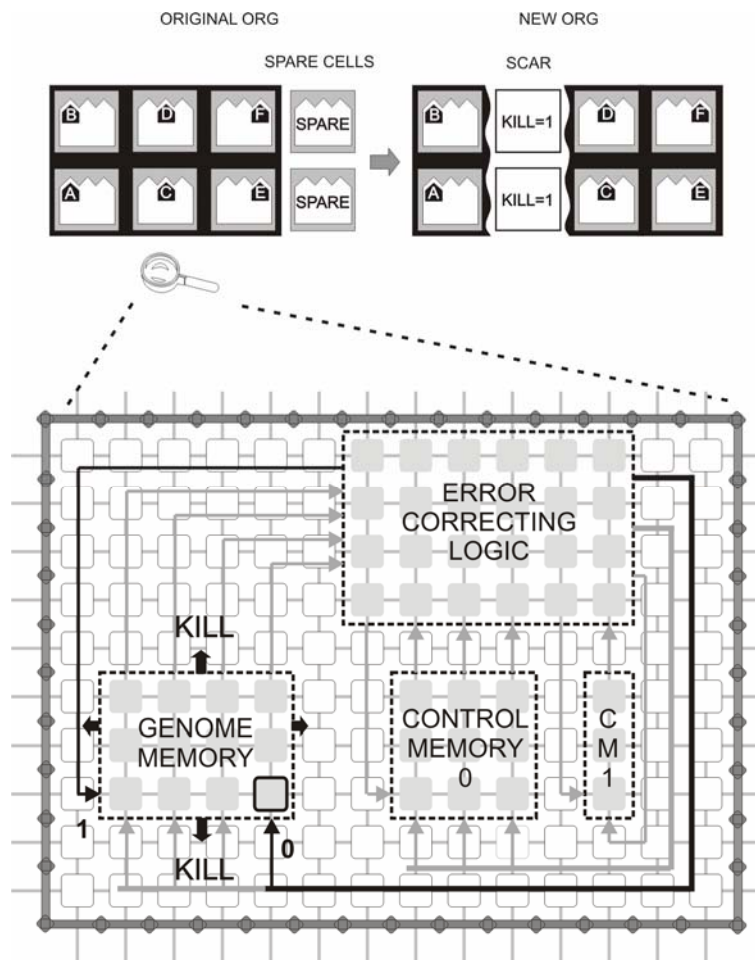 ORIGINAL ORG
NEW ORG
SPARE CELLS
SCAR
B
D
F
SPARE
B
KILL=1
D
F
A
C
E
SPARE
A
KILL=1
C
E
ERROR
CORRECTING
LOGIC
KILL
GENOME
MEMORY
CONTROL
MEMORY
0
C
M
1
1
0
KILL